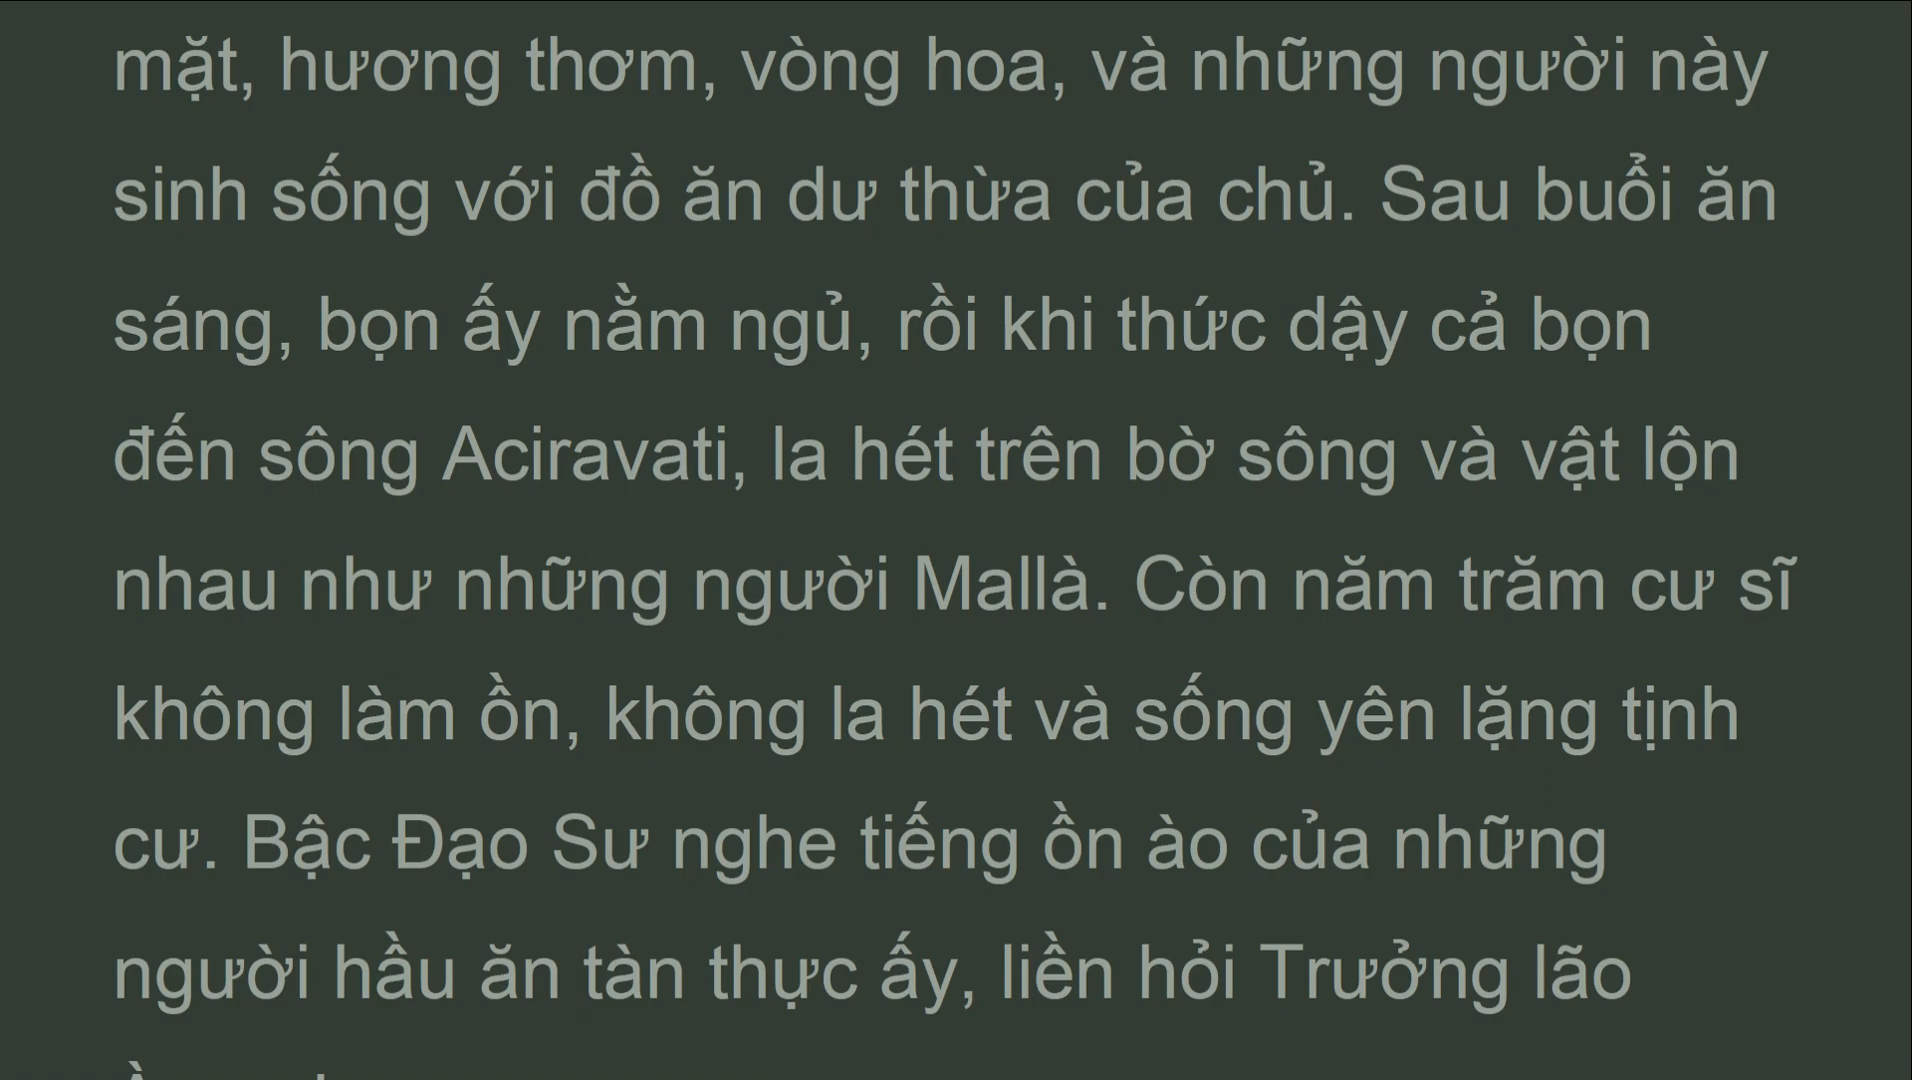 mặt, hương thơm, vòng hoa, và những người này
sinh sống với đồ ăn dư thừa của chủ. Sau buổi ăn
sáng, bọn ấy nằm ngủ, rồi khi thức dậy cả bọn
đến sông Aciravati, la hét trên bờ sông và vật lộn
nhau như những người Mallà. Còn năm trăm cư sĩ
không làm ồn, không la hét và sống yên lặng tịnh
cư. Bậc Đạo Sư nghe tiếng ồn ào của những
người hầu ăn tàn thực ấy, liền hỏi Trưởng lão